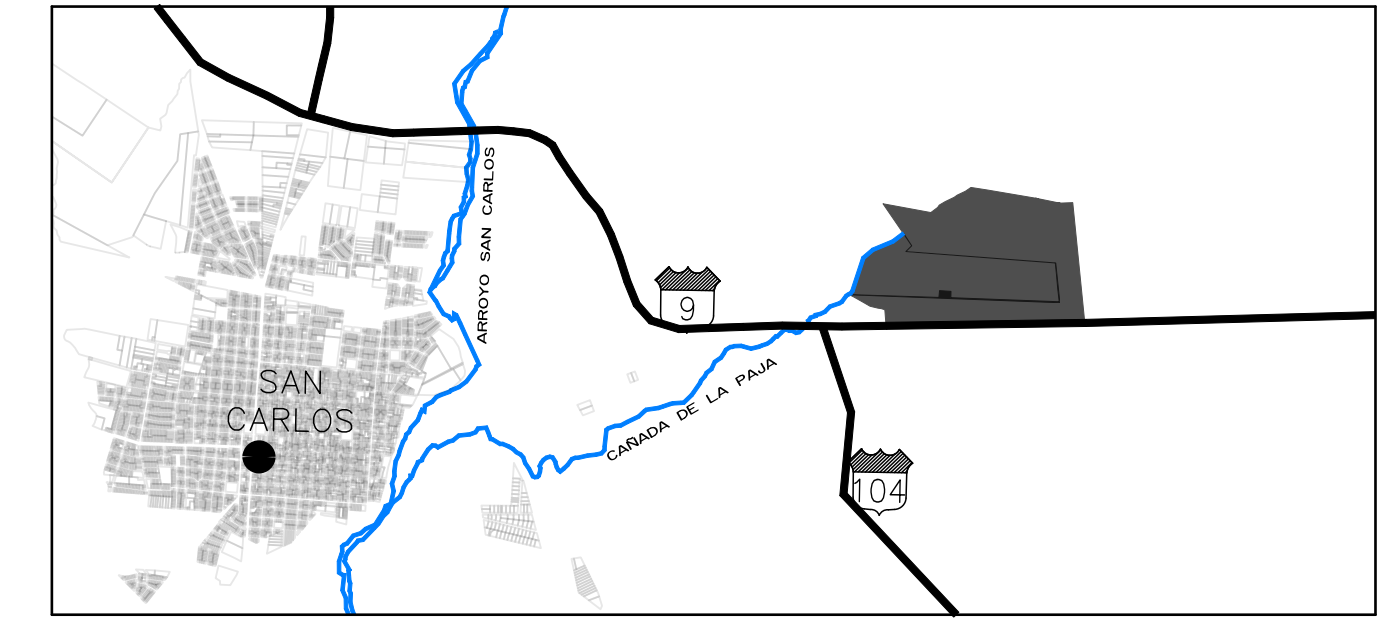 ARROYO SAN CARLOS
9
SAN
CARLOS
CAÑADA DE LA PAJA
104